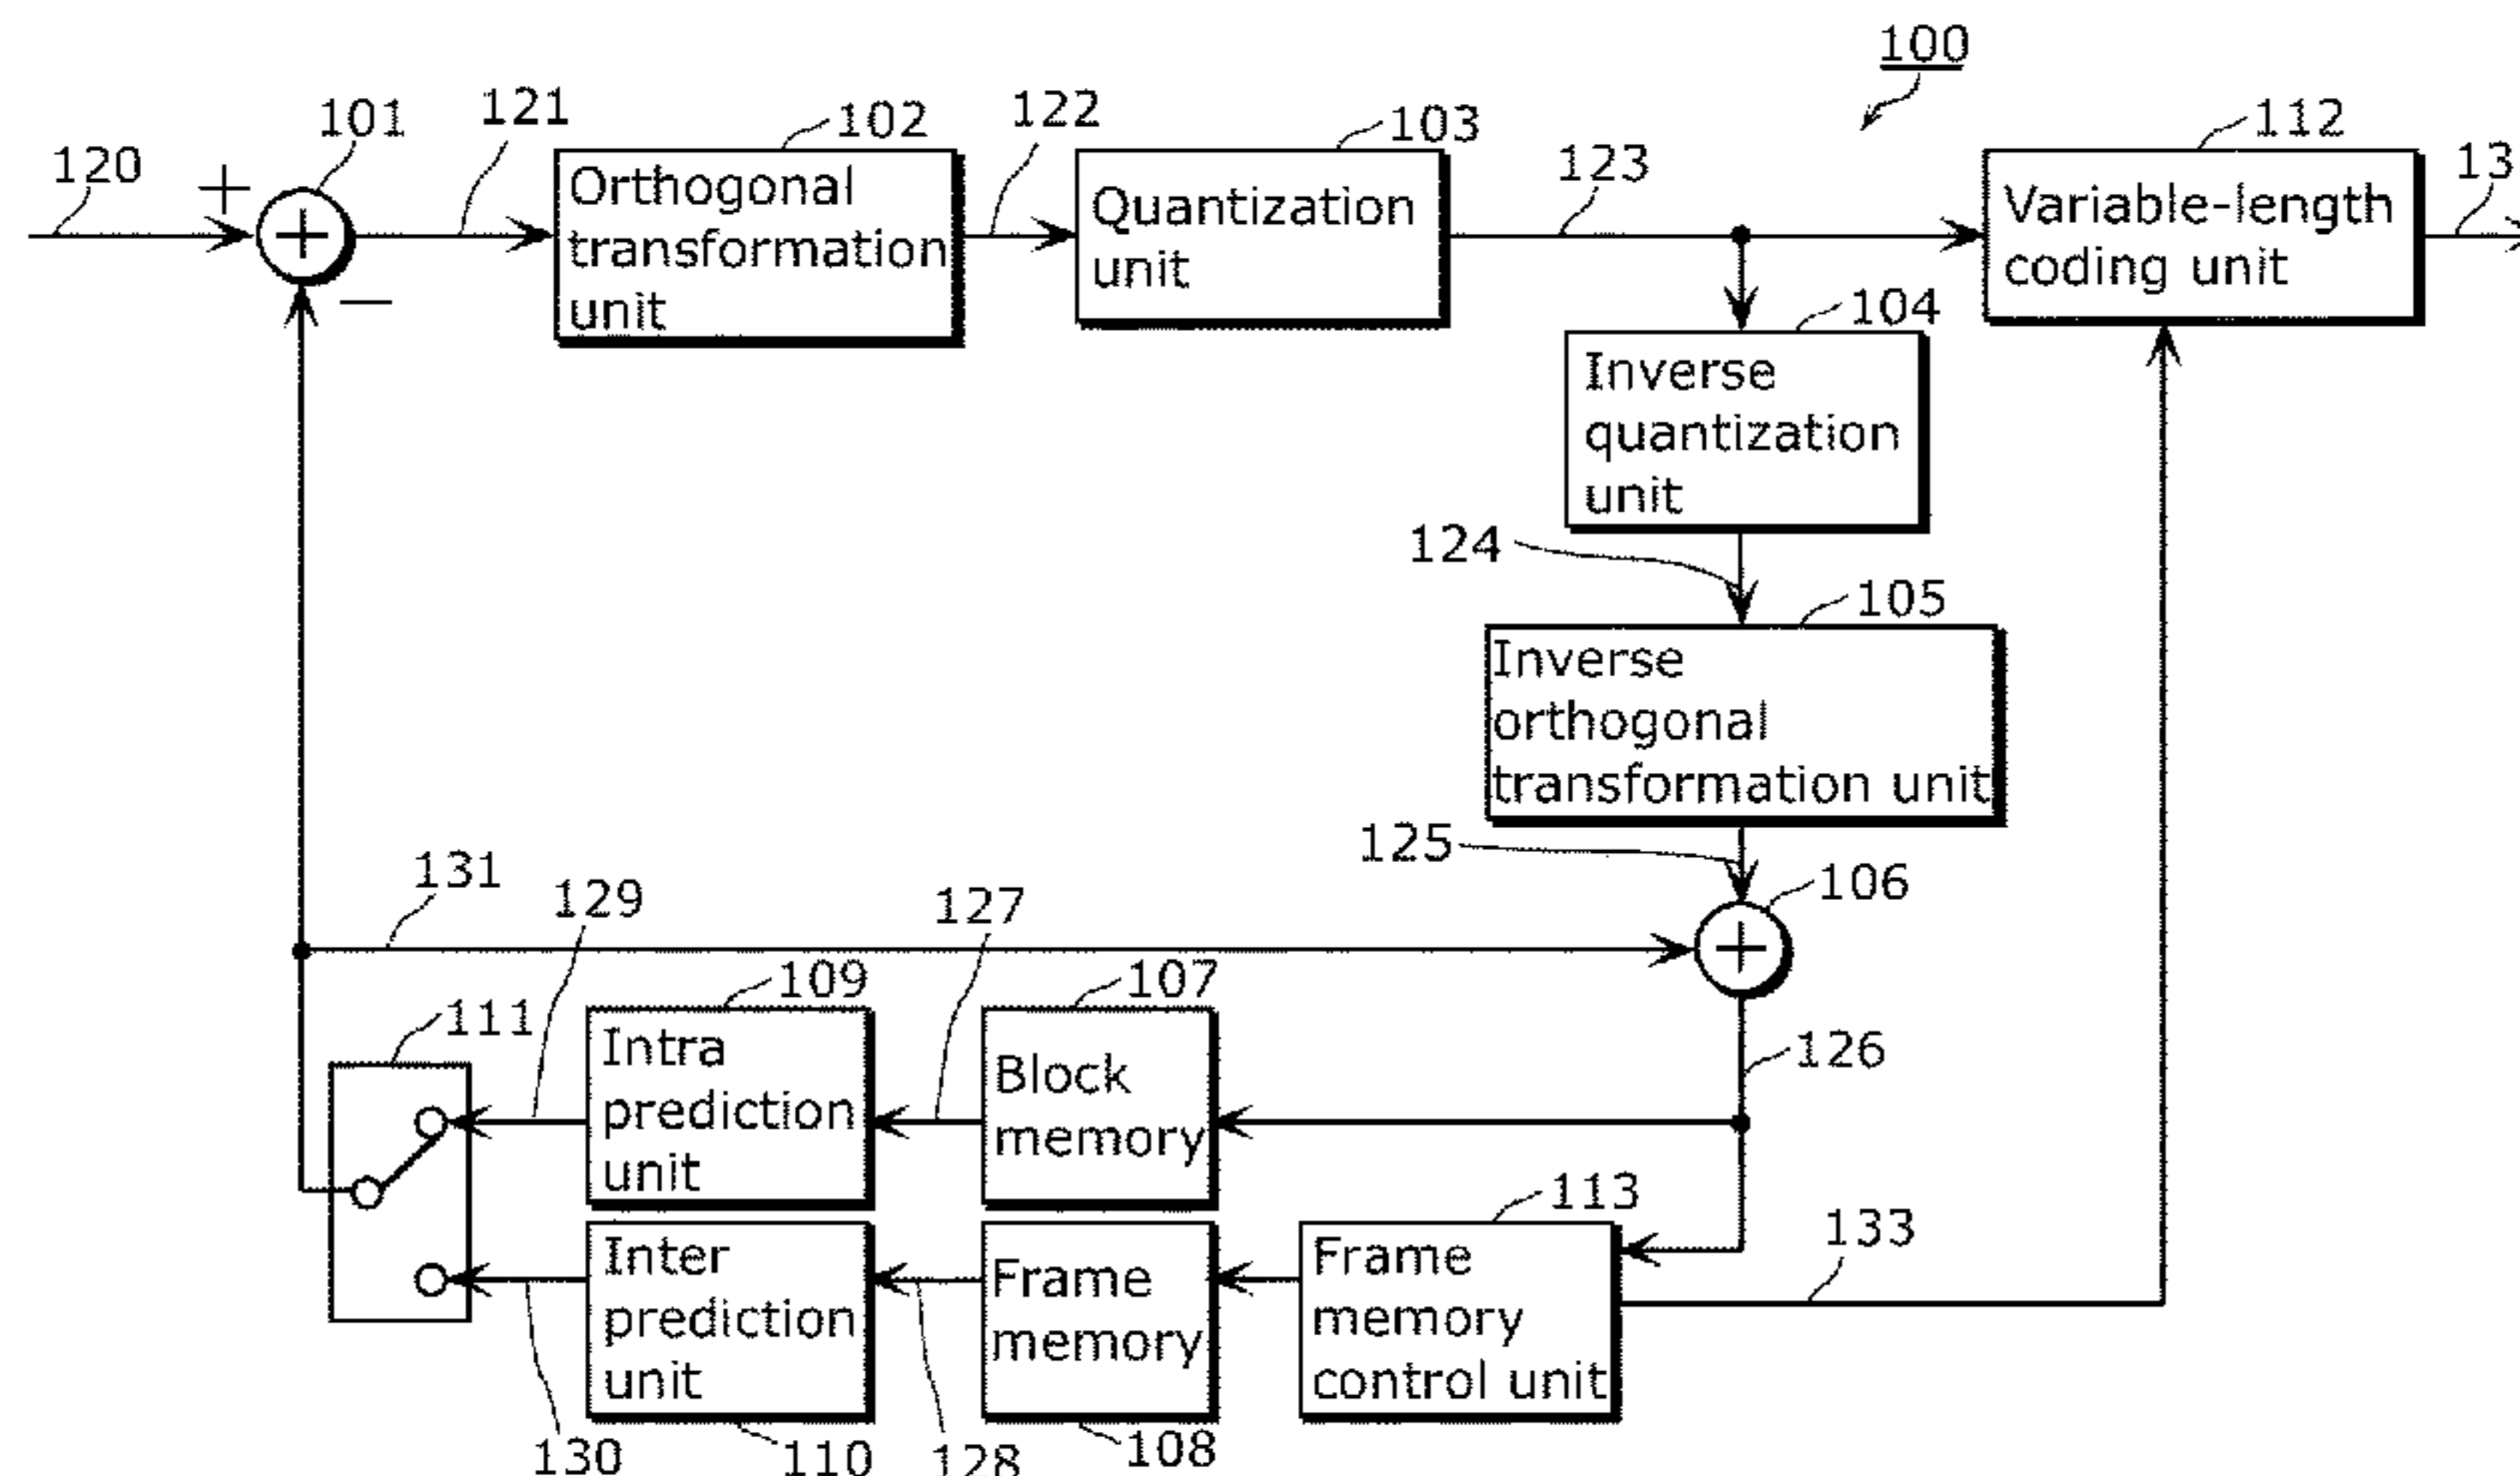 100
101
121
102
122
103
123
112
120
+
Orthogonal
transformation
unit
Quantization
unit
Variable-length
coding unit
+
−
104
Inverse
quantization
unit
124
105
Inverse
orthogonal
transformation unit
125
106
+
131
129
127
109
107
111
Intra
prediction
unit
Block
memory
126
113
133
Inter
prediction
unit
Frame
memory
Frame
memory
control unit
130
110
128
108